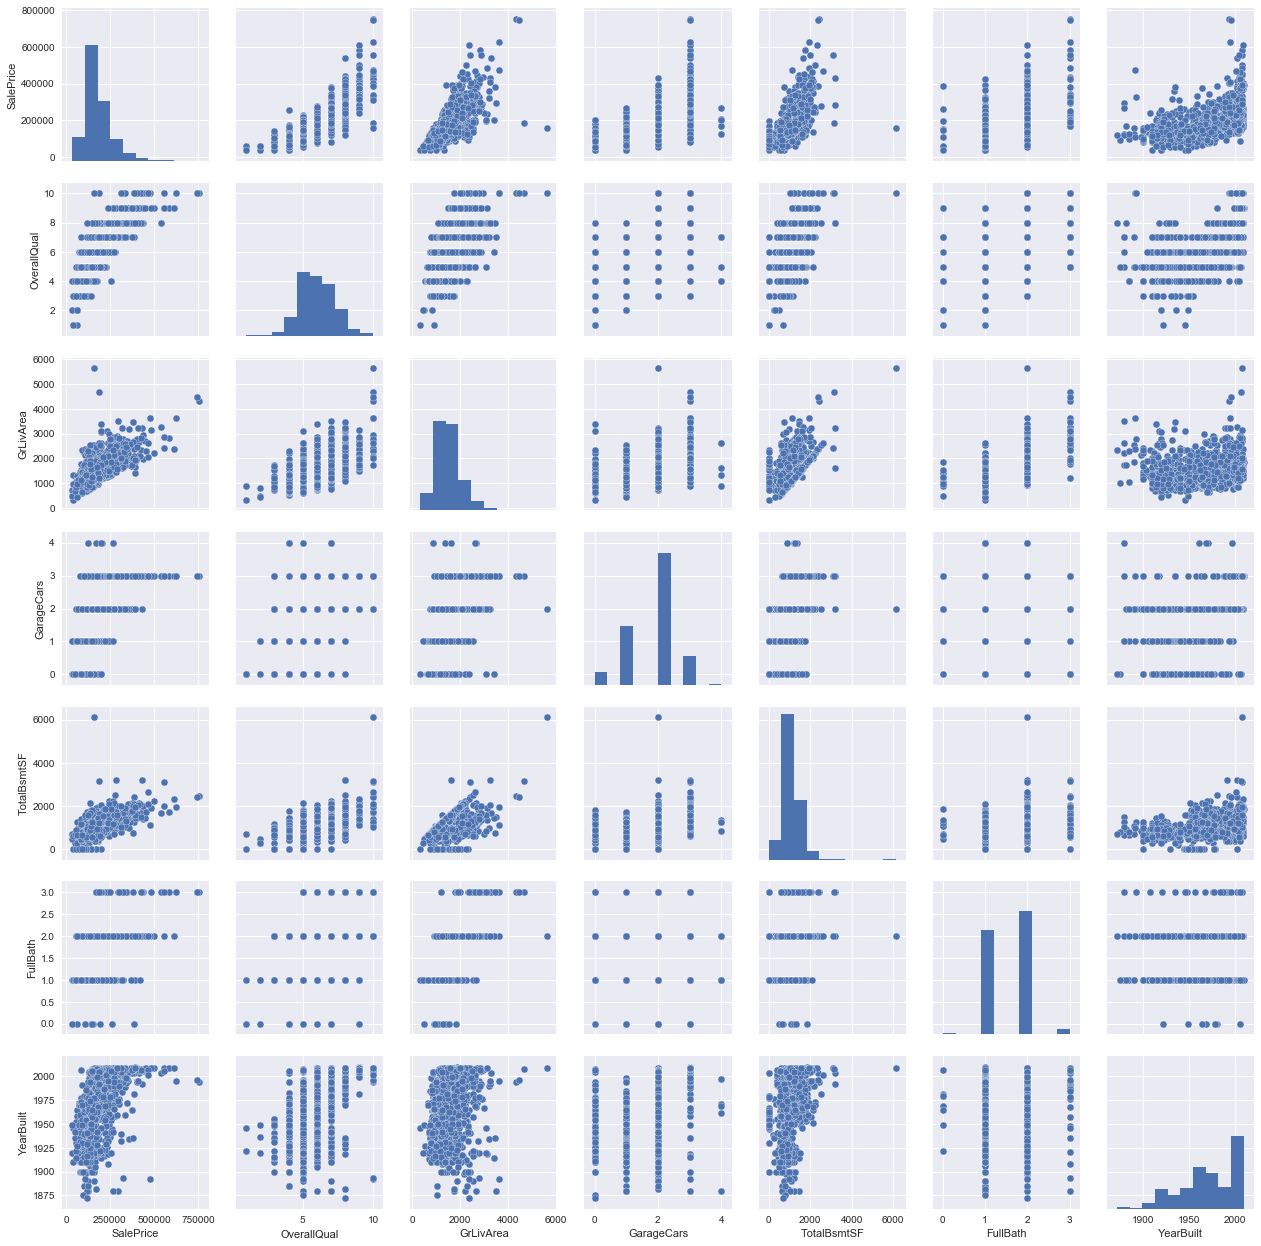 800000
600000
400000
200000
0
SalePrice
10
8
6
4
2
OverallQual
6000
5000
4000
3000
2000
1000
0
GrLivArea
4
3
2
1
0
GarageCars
6000
4000
2000
0
TotalBsmtSF
3.0
2.5
2.0
1.5
1.0
0.5
0.0
FullBath
2000
1975
1950
1925
1900
1875
YearBuilt
0 250000 500000 750000
5 10
0 2000 4000 6000
0 2 4
0 2000 4000 6000
0 1 2 3
1900 1950 2000
SalePrice OverallQual GrLivArea GarageCars TotalBsmtSF FullBath YearBuilt